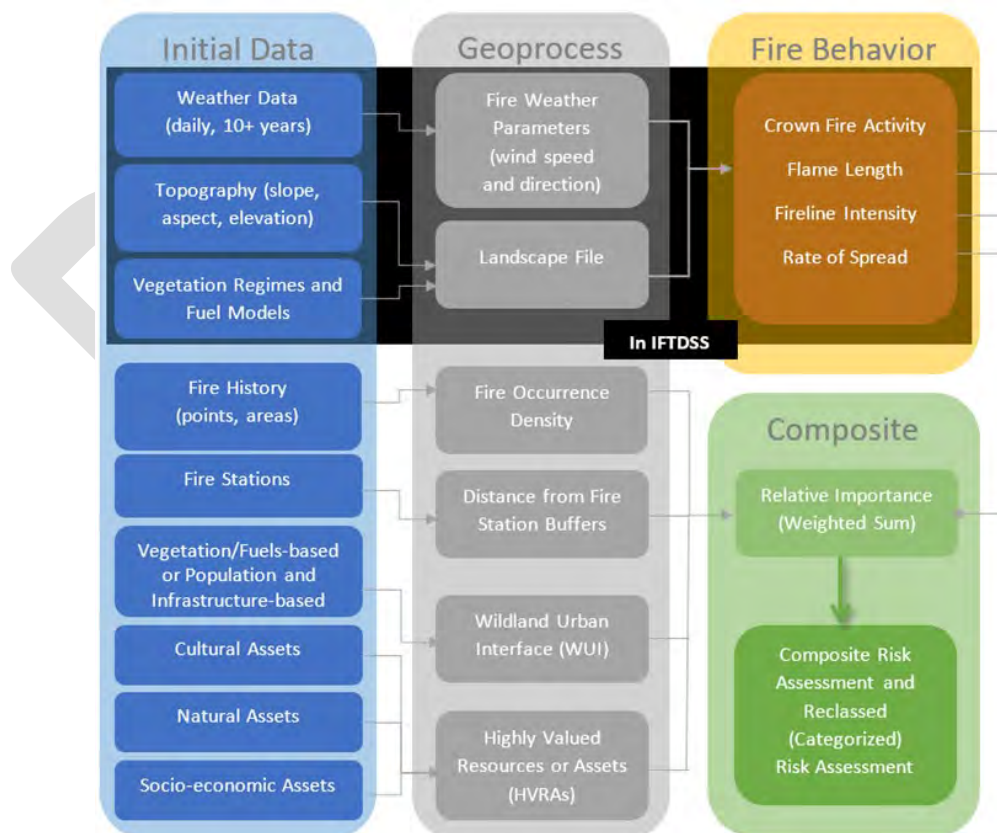 Initial Data
Weather Data
(daily, 10+ years)
Topography (slope,
aspect, elevation)
Vegetation Regimes and
Fuel Models
Fire History
(points, areas)
Fire Stations
Vegetation/Fuels-based
or Population and
Infrastructure-based
Cultural Assets
Natural Assets
Socio-economic Assets
Geoprocess
Fire Weather
Parameters
(wind speed
and direction)
Landscape File
In IFTDSS
Fire Occurrence
Density
Distance from Fire
Station Buffers
Wildland Urban
Interface (WUI)
Highly Valued
Resources or Assets
(HVRAs)
Fire Behavior
Crown Fire Activity
Flame Length
Fireline Intensity
Rate of Spread
Composite
Relative Importance
(Weighted Sum)
Composite Risk
Assessment and
Reclassed
(Categorized)
Risk Assessment